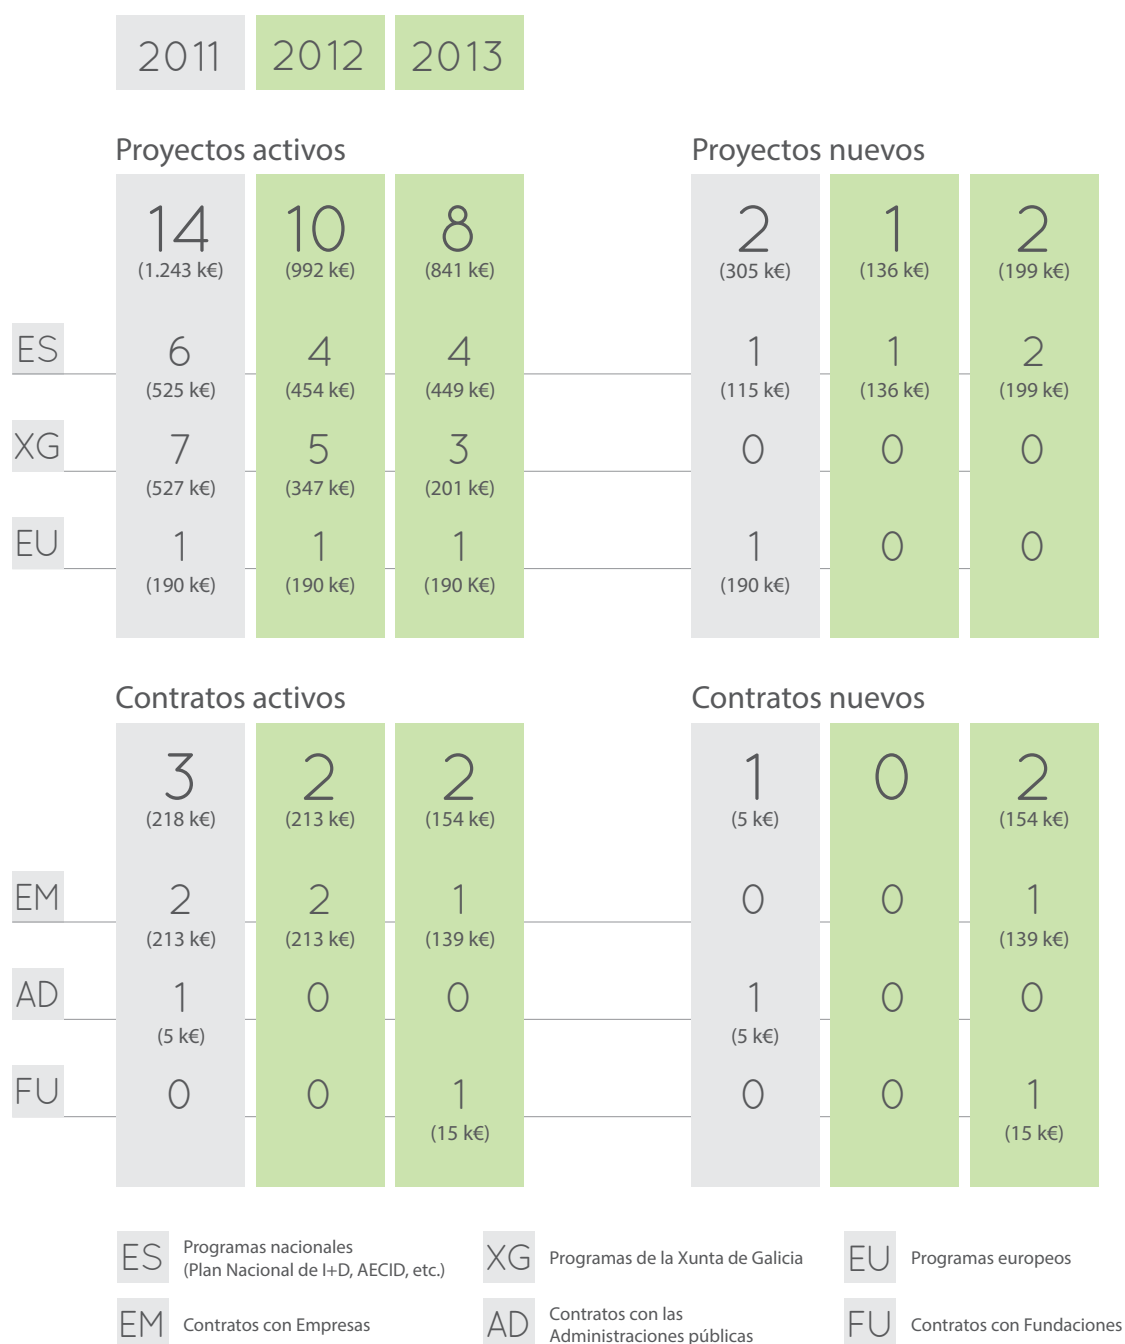 2011 2012 2013
Proyectos activos Proyectos nuevos
14 10 8 2 1 2
(1.243 k€) (992 k€) (841 k€) (305 k€) (136 k€) (199 k€)
ES 6 4 4 1 1 2
(525 k€) (454 k€) (449 k€) (115 k€) (136 k€) (199 k€)
XG 7 5 3 0 0 0
(527 k€) (347 k€) (201 k€)
EU 1 1 1 1 0 0
(190 k€) (190 k€) (190 K€) (190 k€)
Contratos activos Contratos nuevos
3 2 2 1 0 2
(218 k€) (213 k€) (154 k€) (5 k€) (154 k€)
EM 2 2 1 0 0 1
(213 k€) (213 k€) (139 k€) (139 k€)
AD 1 0 0 1 0 0
(5 k€) (5 k€)
FU 0 0 1 0 0 1
(15 k€) (15 k€)
ES Programas nacionales
(Plan Nacional de I+D, AECID, etc.)
XG Programas de la Xunta de Galicia
EU Programas europeos
EM Contratos con Empresas
AD Contratos con las
Administraciones públicas
FU Contratos con Fundaciones